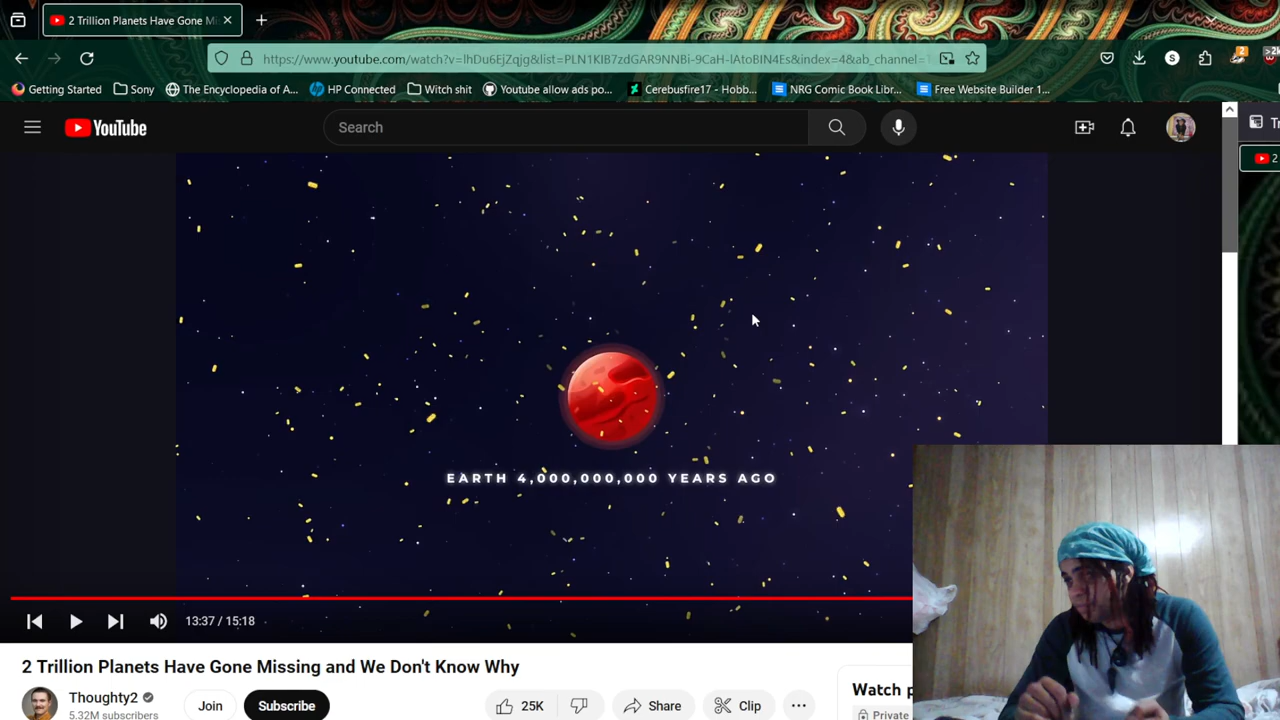 2 Trillion Planets Have Gone Mi
https://www.youtube.com/watch?v=lhDu6EJZqjg&list=PLN1KlB7zdGAR9NNBi-9CaH-lAtoBIN4Es&index=4&ab_channel=
2
Getting Started Sony The Encyclopedia of A... HP Connected Witch shit Youtube allow ads po... Cerebusfire17 - Hobb... NRG Comic Book Libr... Free Website Builder 1...
YouTube
Search
2
EARTH 4,000,000,000 YEARS AGO
13:37 / 15:18
2 Trillion Planets Have Gone Missing and We Don't Know Why
Thoughty2
5.32M subscribers
Join
Subscribe
25K
Share
Clip
Watch p
Private